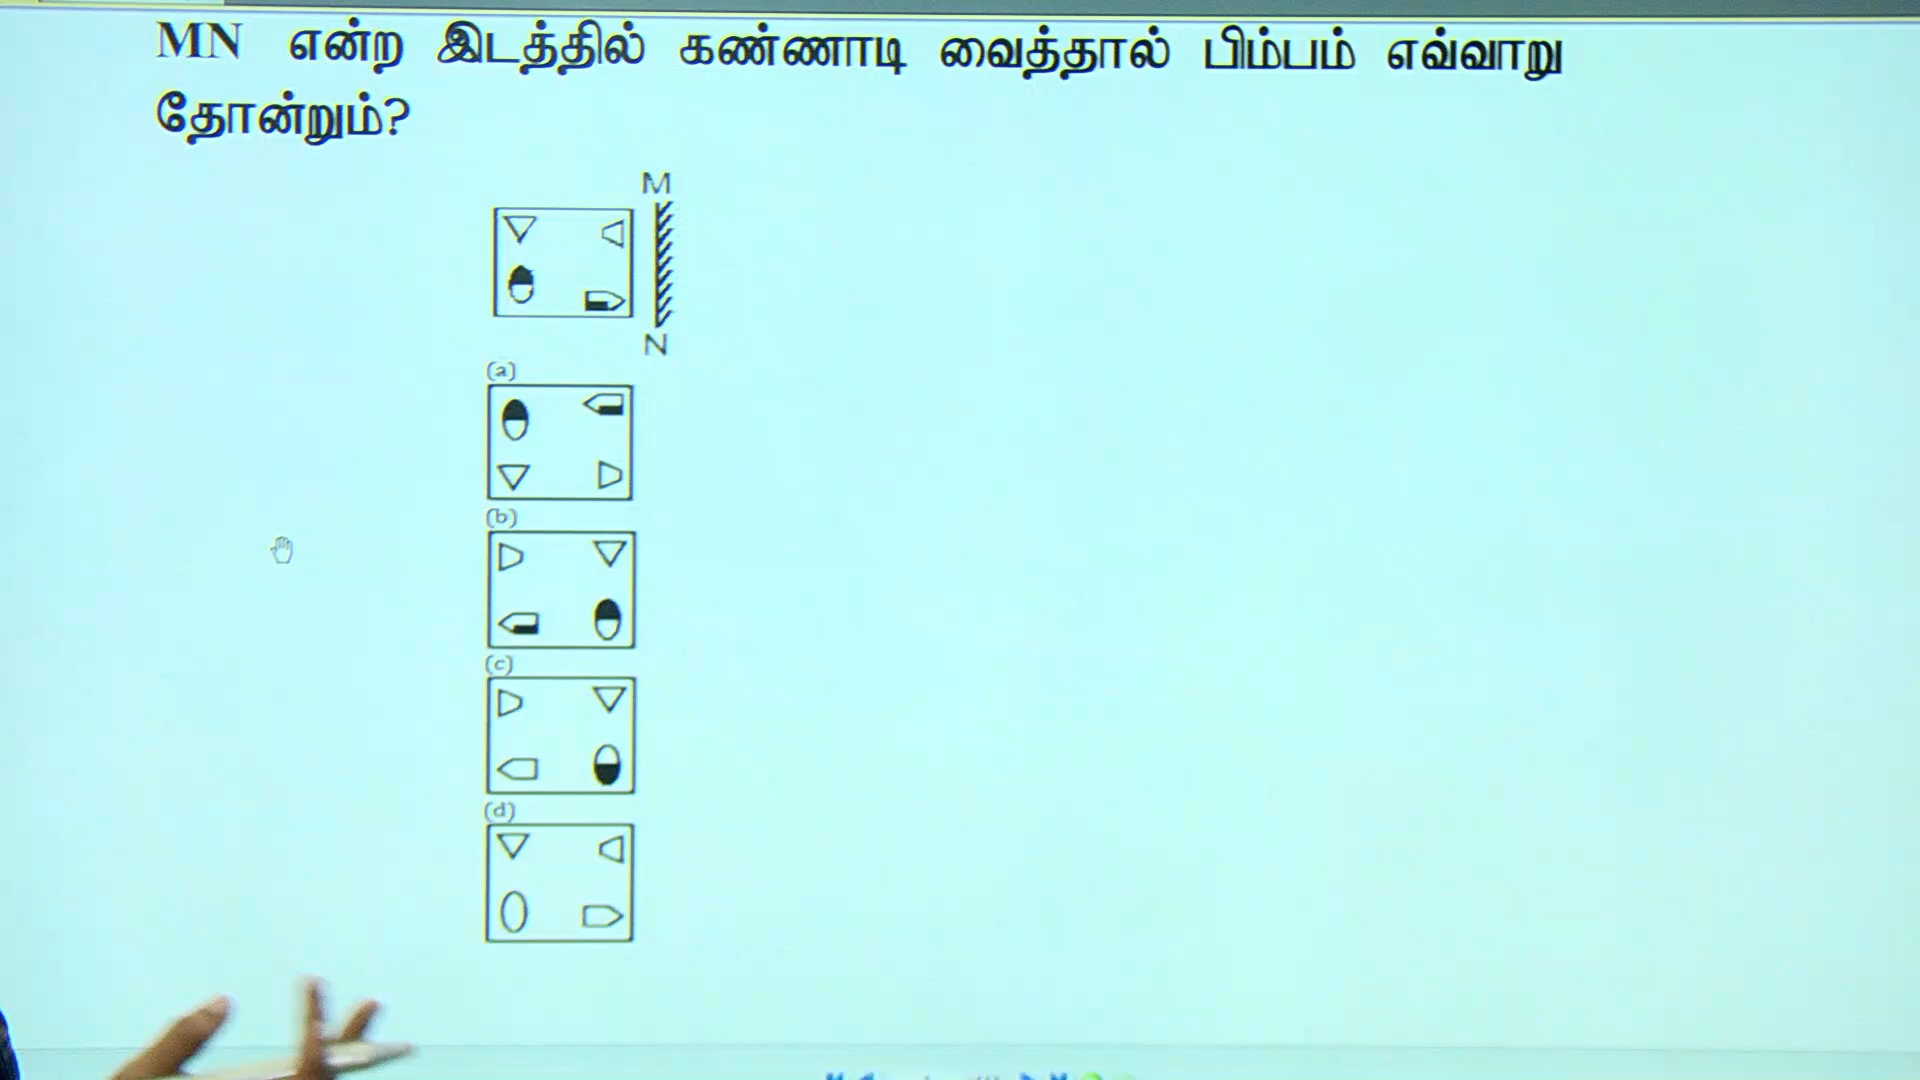 MN என்ற இடத்தில் கண்ணாடி வைத்தால் பிம்பம் எவ்வாறு
தோன்றும்?
M
N
(a)
(b)
(c)
(d)